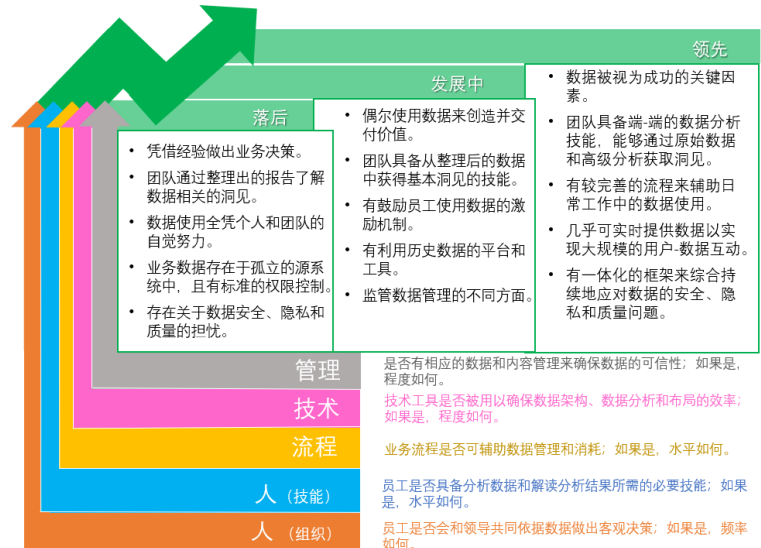 领先
发展中
落后
• 凭借经验做出业务决策。
• 团队通过整理出的报告了解
数据相关的洞见。
• 数据使用全凭个人和团队的
自觉努力。
• 业务数据存在于孤立的源系
统中，且有标准的权限控制。
• 存在关于数据安全、隐私和
质量的担忧。
• 偶尔使用数据来创造并交
付价值。
• 团队具备从整理后的数据
中获得基本洞见的技能。
• 有鼓励员工使用数据的激
励机制。
• 有利用历史数据的平台和
工具。
• 监管数据管理的不同方面。
• 数据被视为成功的关键因
素。
• 团队具备端-端的数据分析
技能，能够通过原始数据
和高级分析获取洞见。
• 有较完善的流程来辅助日
常工作中的数据使用。
• 几乎可实时提供数据以实
现大规模的用户-数据互动。
• 有一体化的框架来综合持
续地应对数据的安全、隐
私和质量问题。
管理
是否有相应的数据和内容管理来确保数据的可信性；如果是，
程度如何。
技术
技术工具是否被用以确保数据架构、数据分析和布局的效率；
如果是，程度如何。
流程
业务流程是否可辅助数据管理和消耗；如果是，水平如何。
人（技能）
员工是否具备分析数据和解读分析结果所需的必要技能；如果
是，水平如何。
人（组织）
员工是否会和领导共同依据数据做出客观决策；如果是，频率
如何。